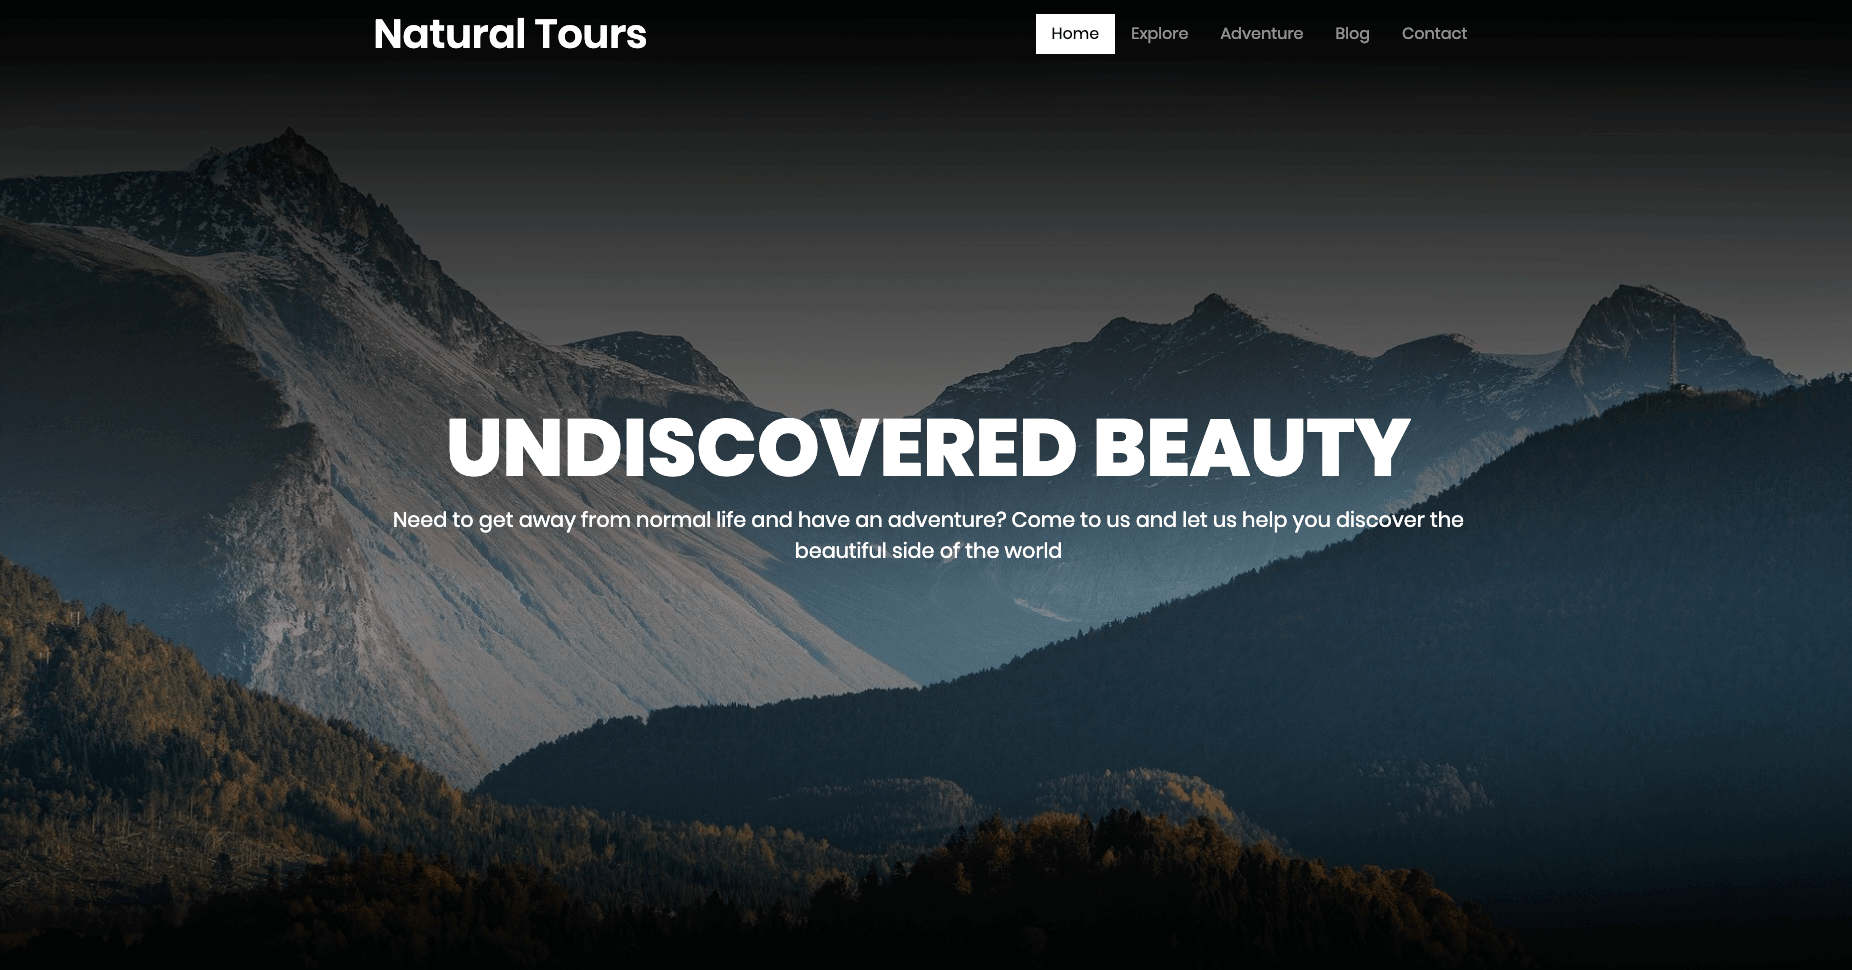 Natural Tours
Home Explore Adventure Blog Contact
UNDISCOVERED BEAUTY
Need to get away from normal life and have an adventure? Come to us and let us help you discover the
beautiful side of the world